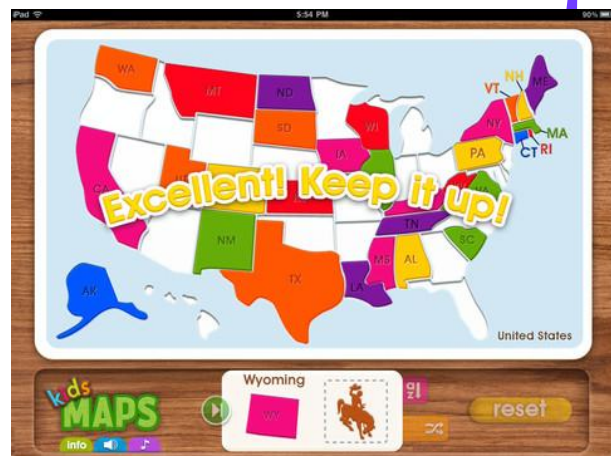 iPad
5:54 PM
90%
WA
MT
ND
SD
WI
IA
NY
VT
NH
ME
MA
CT
RI
PA
CA
Excellent! Keep it up!
NM
TX
TN
SC
MS
AL
LA
AK
United States
kids
MAPS
info
Wyoming
WY
a
z
reset